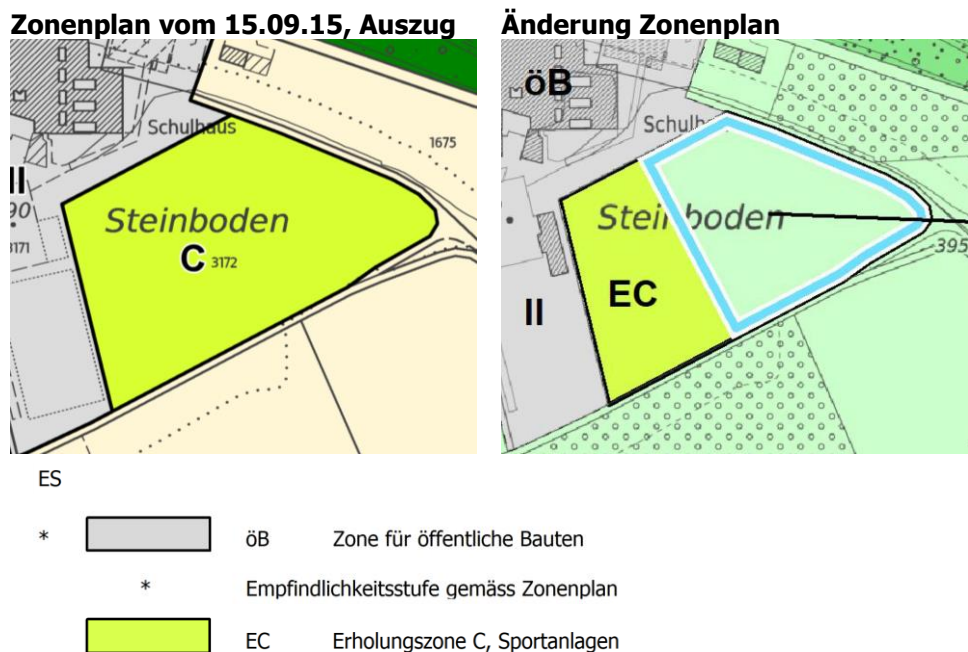 Zonenplan vom 15.09.15, Auszug
Änderung Zonenplan
Schulhaus
1675
II
90
3171
Steinboden
C 3172
öB
Schulh
Steinboden
395
EC
II
ES
* öB Zone für öffentliche Bauten
* Empfindlichkeitsstufe gemäss Zonenplan
EC Erholungszone C, Sportanlagen